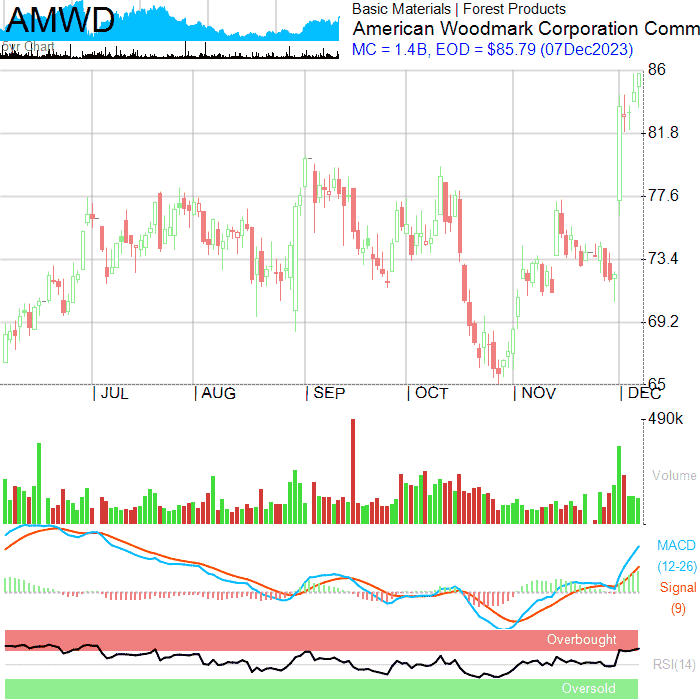 AMWD
5yr Chart
Basic Materials | Forest Products
American Woodmark Corporation Comm
MC = 1.4B, EOD = $85.79 (07Dec2023)
86
81.8
77.6
73.4
69.2
65
JUL AUG SEP OCT NOV DEC
490k
Volume
MACD
(12-26)
Signal
(9)
Overbought
RSI(14)
Oversold